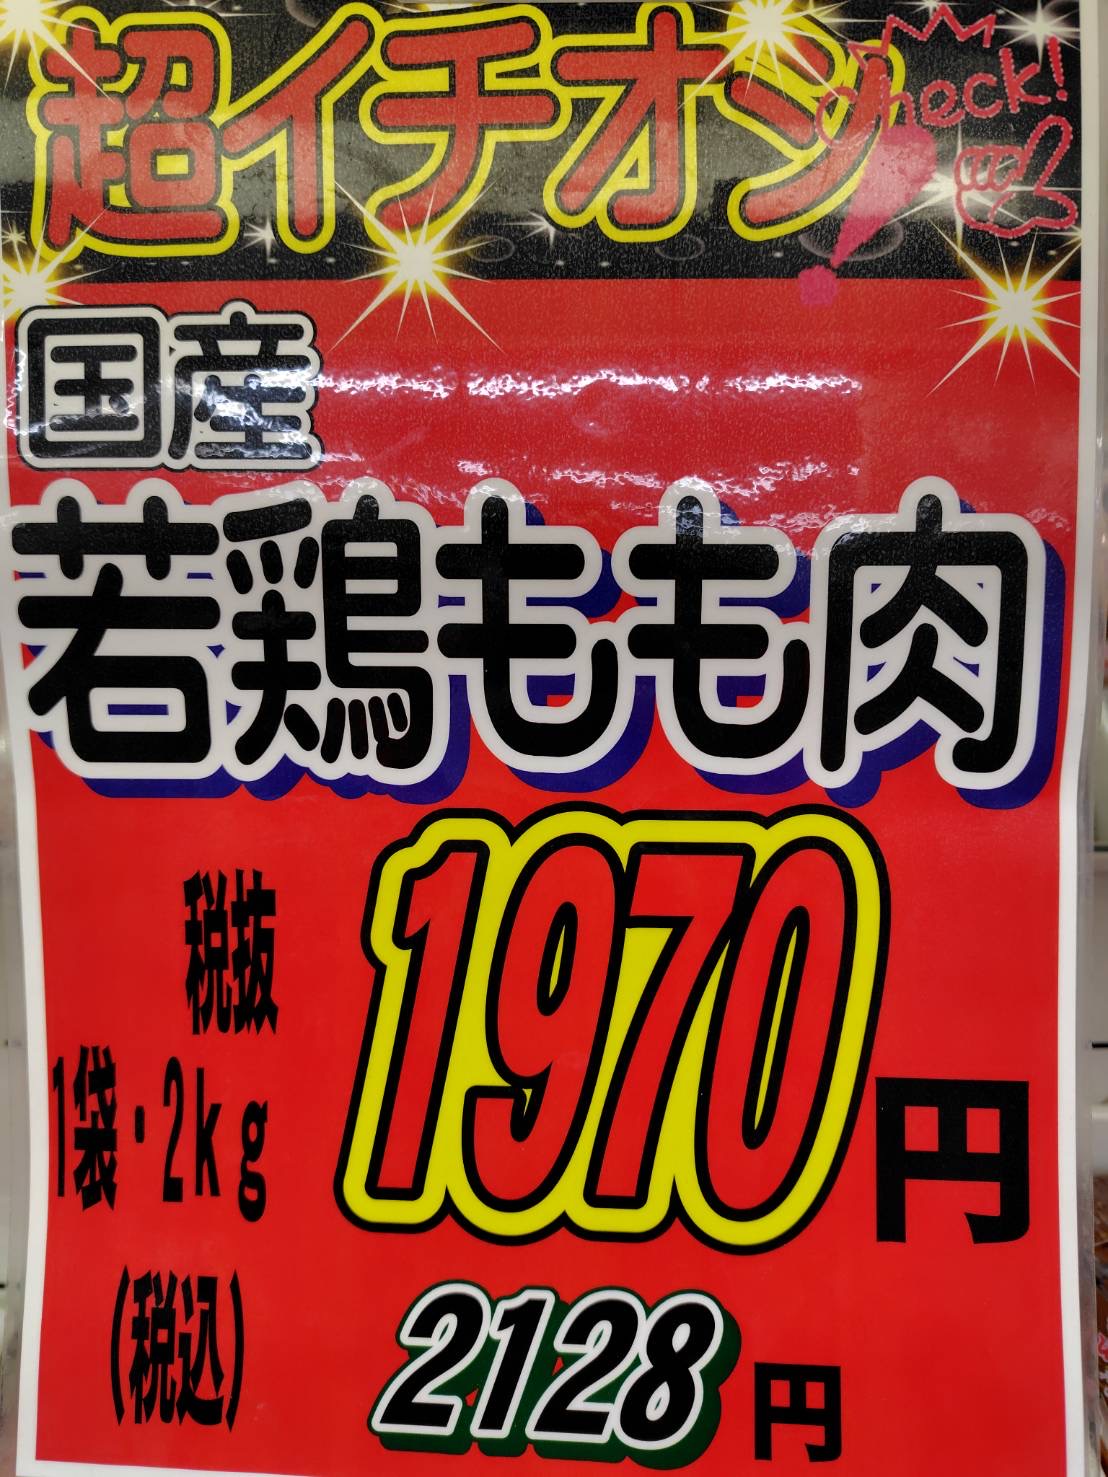 超イチオシ!
Check!
国産
若鶏もも肉
税抜
1袋・2kg
1970円
(税込)
2128円